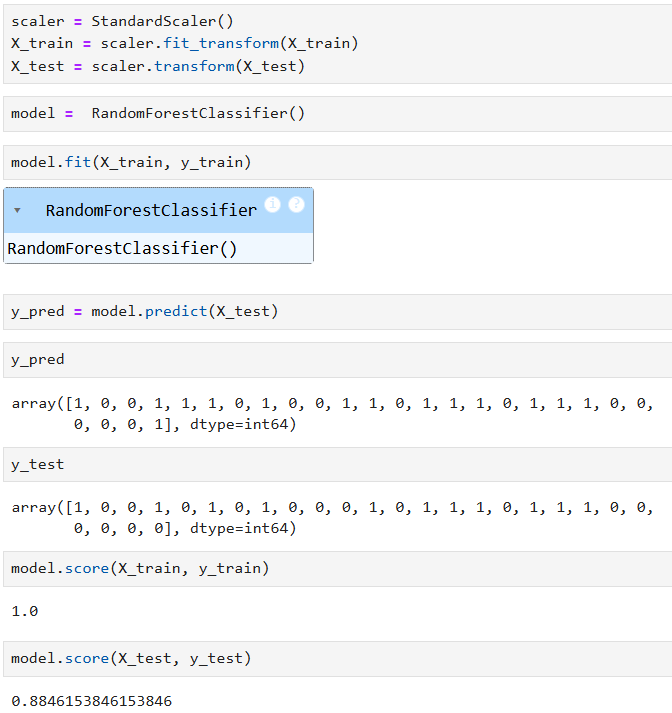 scaler = StandardScaler()
X_train = scaler.fit_transform(X_train)
X_test = scaler.transform(X_test)
model =  RandomForestClassifier()
model.fit(X_train, y_train)
▾ RandomForestClassifier i ?
RandomForestClassifier()
y_pred = model.predict(X_test)
y_pred
array([1, 0, 0, 1, 1, 1, 0, 1, 0, 0, 1, 1, 0, 1, 1, 1, 0, 1, 1, 1, 0, 0,
       0, 0, 0, 1], dtype=int64)
y_test
array([1, 0, 0, 1, 0, 1, 0, 1, 0, 0, 0, 1, 0, 1, 1, 1, 0, 1, 1, 1, 0, 0,
       0, 0, 0, 0], dtype=int64)
model.score(X_train, y_train)
1.0
model.score(X_test, y_test)
0.8846153846153846